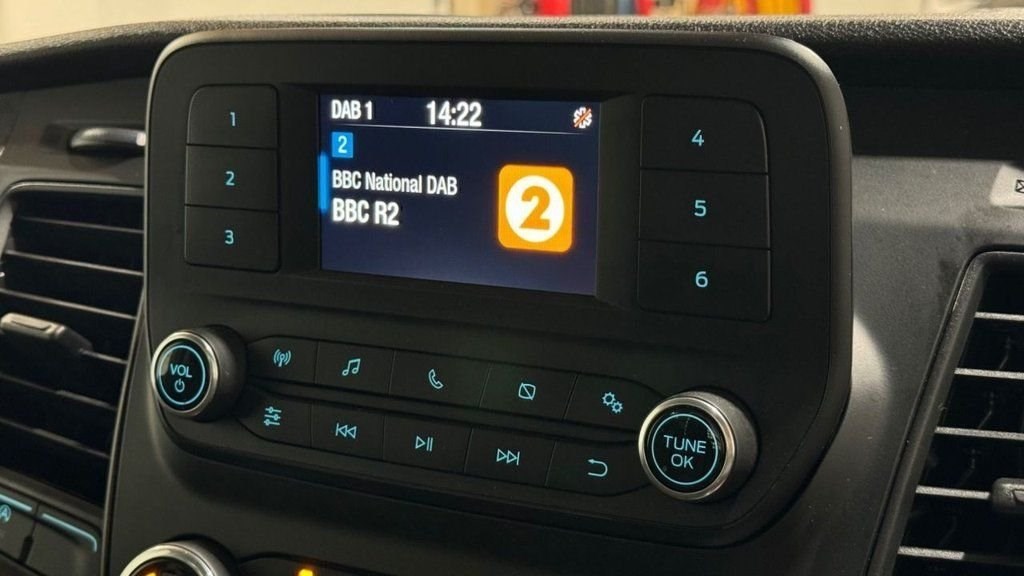 DAB 1 14:22
2
BBC National DAB
BBC R2
2
1
2
3
4
5
6
VOL
TUNE
OK
A